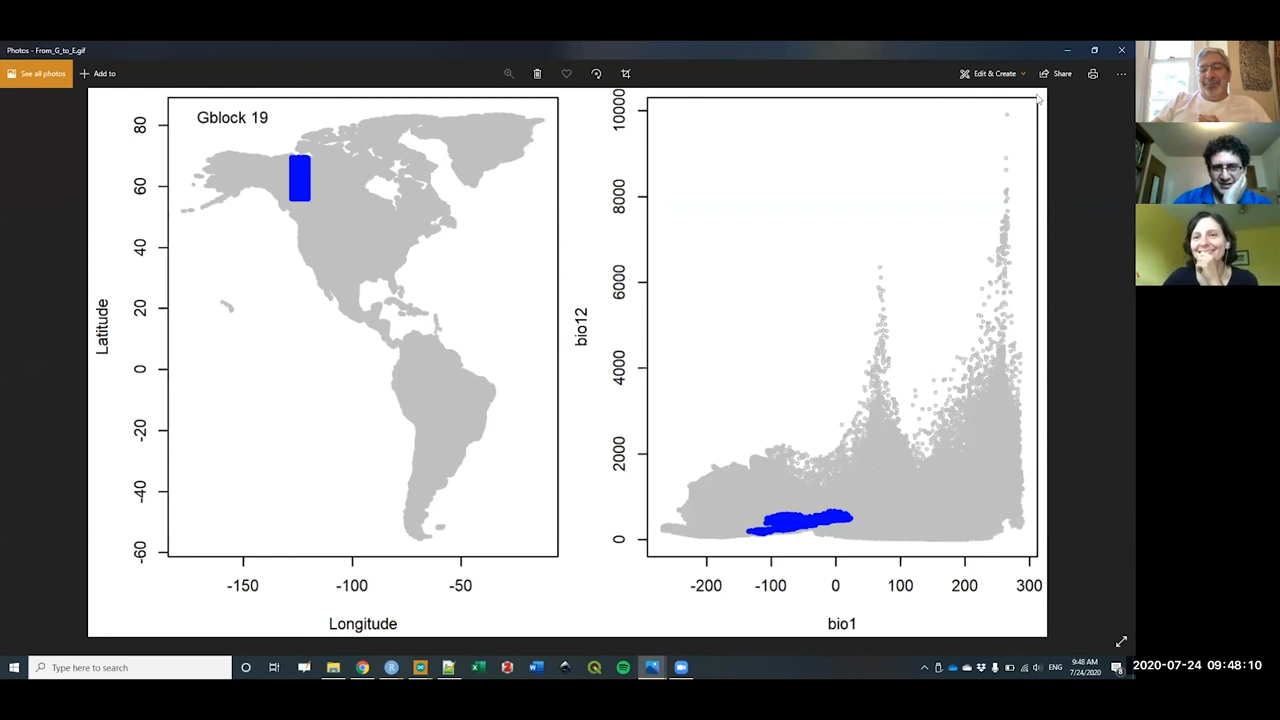 Photos - From_G_to_E.gif
See all photos
Add to
Edit & Create
Share
Gblock 19
80
60
40
20
0
-20
-40
-60
Latitude
-150
-100
-50
Longitude
10000
8000
6000
4000
2000
0
bio12
-200
-100
0
100
200
300
bio1
Type here to search
ENG
9:48 AM
7/24/2020
2020-07-24 09:48:10